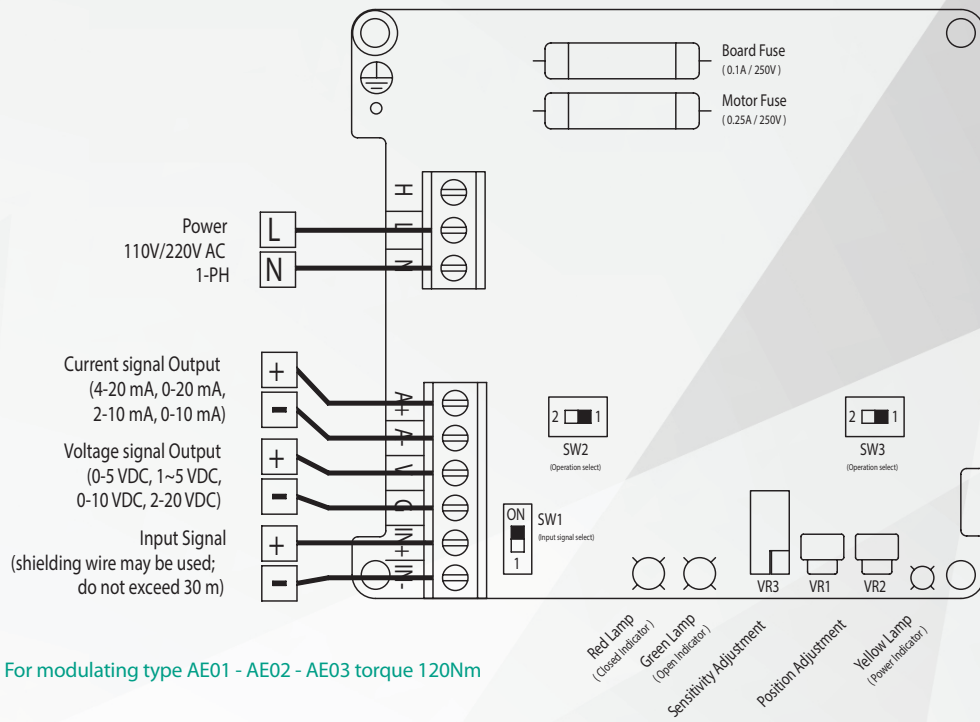 Board Fuse
( 0.1A / 250V )
Motor Fuse
( 0.25A / 250V )
H
L
N
Power
110V/220V AC
1-PH
L
N
Current signal Output
(4-20 mA, 0-20 mA,
2-10 mA, 0-10 mA)
+
-
Voltage signal Output
(0-5 VDC, 1~5 VDC,
0-10 VDC, 2-20 VDC)
+
-
Input Signal
(shielding wire may be used;
do not exceed 30 m)
+
-
A+
A-
V
G
IN+
IN-
2 1
SW2
(Operation select)
2 1
SW3
(Operation select)
ON
1
SW1
(Input signal select)
VR3
VR1
VR2
Red Lamp
( Closed Indicator )
Green Lamp
(Open Indicator )
Sensitivity Adjustment
Position Adjustment
Yellow Lamp
(Power Indicator )
For modulating type AE01 - AE02 - AE03 torque 120Nm